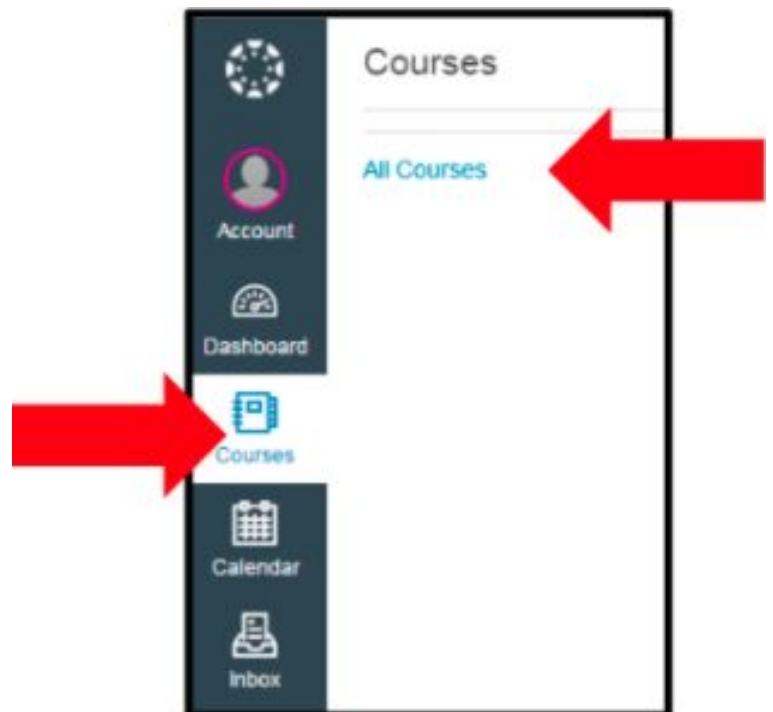 Courses
All Courses
Account
Dashboard
Courses
Calendar
Inbox